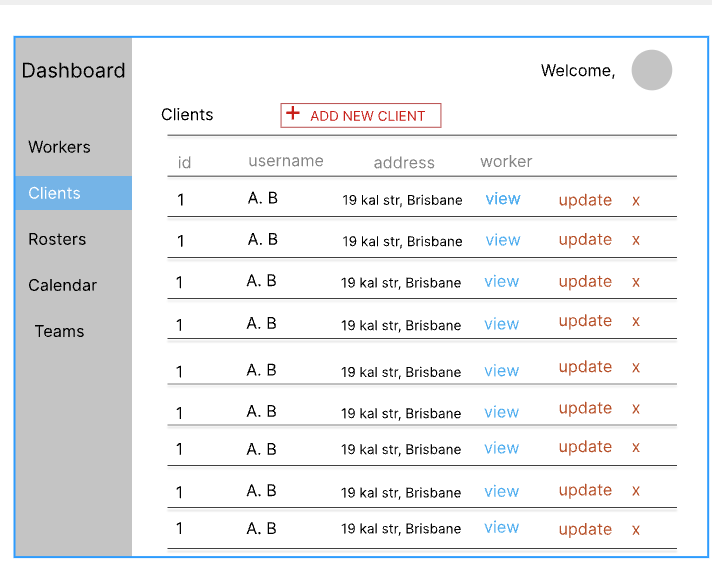 Dashboard
Welcome,
Clients
+ ADD NEW CLIENT
Workers
Clients
Rosters
Calendar
Teams
id username address worker
1 A. B 19 kal str, Brisbane view update x
1 A. B 19 kal str, Brisbane view update x
1 A. B 19 kal str, Brisbane view update x
1 A. B 19 kal str, Brisbane view update x
1 A. B 19 kal str, Brisbane view update x
1 A. B 19 kal str, Brisbane view update x
1 A. B 19 kal str, Brisbane view update x
1 A. B 19 kal str, Brisbane view update x
1 A. B 19 kal str, Brisbane view update x